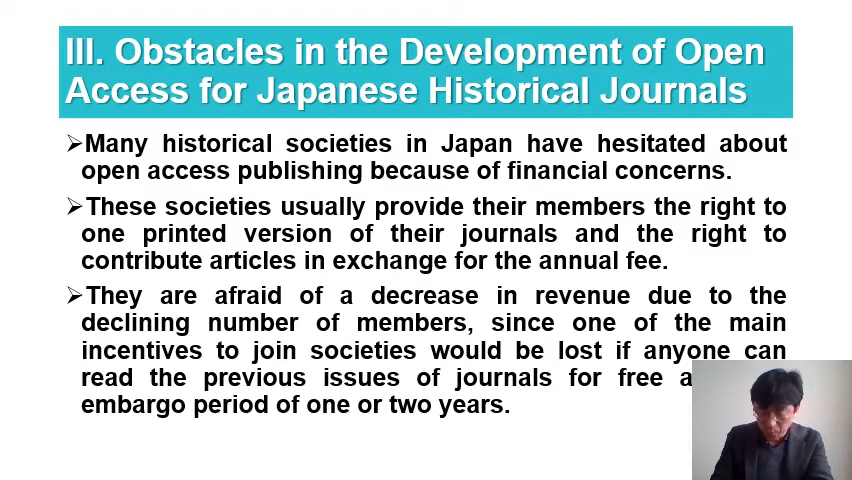 III. Obstacles in the Development of Open
Access for Japanese Historical Journals
➢Many historical societies in Japan have hesitated about
open access publishing because of financial concerns.
➢These societies usually provide their members the right to
one printed version of their journals and the right to
contribute articles in exchange for the annual fee.
➢They are afraid of a decrease in revenue due to the
declining number of members, since one of the main
incentives to join societies would be lost if anyone can
read the previous issues of journals for free
embargo period of one or two years.